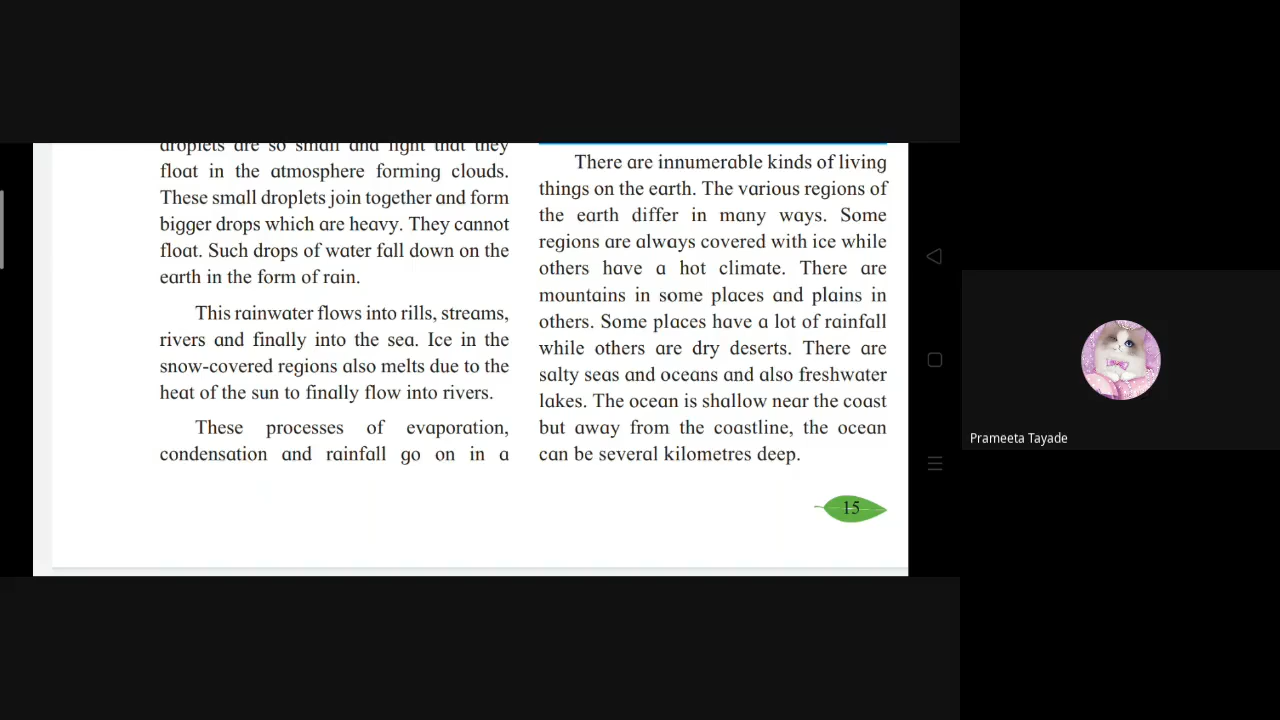 droplets are so small and light that they
float in the atmosphere forming clouds.
These small droplets join together and form
bigger drops which are heavy. They cannot
float. Such drops of water fall down on the
earth in the form of rain.
This rainwater flows into rills, streams,
rivers and finally into the sea. Ice in the
snow-covered regions also melts due to the
heat of the sun to finally flow into rivers.
These processes of evaporation,
condensation and rainfall go on in a
There are innumerable kinds of living
things on the earth. The various regions of
the earth differ in many ways. Some
regions are always covered with ice while
others have a hot climate. There are
mountains in some places and plains in
others. Some places have a lot of rainfall
while others are dry deserts. There are
salty seas and oceans and also freshwater
lakes. The ocean is shallow near the coast
but away from the coastline, the ocean
can be several kilometres deep.
15
Prameeta Tayade